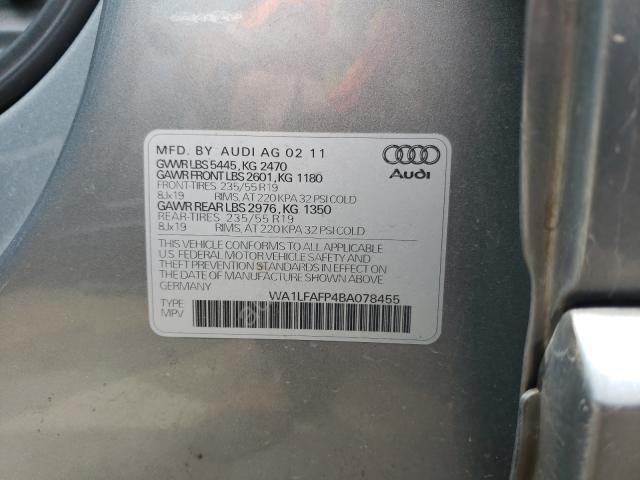 MFD. BY AUDI AG 02 11
GVWR LBS 5445, KG 2470
GAWR FRONT LBS 2601, KG 1180
FRONT-TIRES 235/55 R19
8Jx19 RIMS, AT 220 KPA 32 PSI COLD
GAWR REAR LBS 2976, KG 1350
REAR-TIRES 235/55 R19
8Jx19 RIMS, AT 220 KPA 32 PSI COLD
Audi
THIS VEHICLE CONFORMS TO ALL APPLICABLE
U.S. FEDERAL MOTOR VEHICLE SAFETY AND
THEFT PREVENTION STANDARDS IN EFFECT ON
THE DATE OF MANUFACTURE SHOWN ABOVE.
GERMANY
WA1LFAFP4BA078455
TYPE
MPV